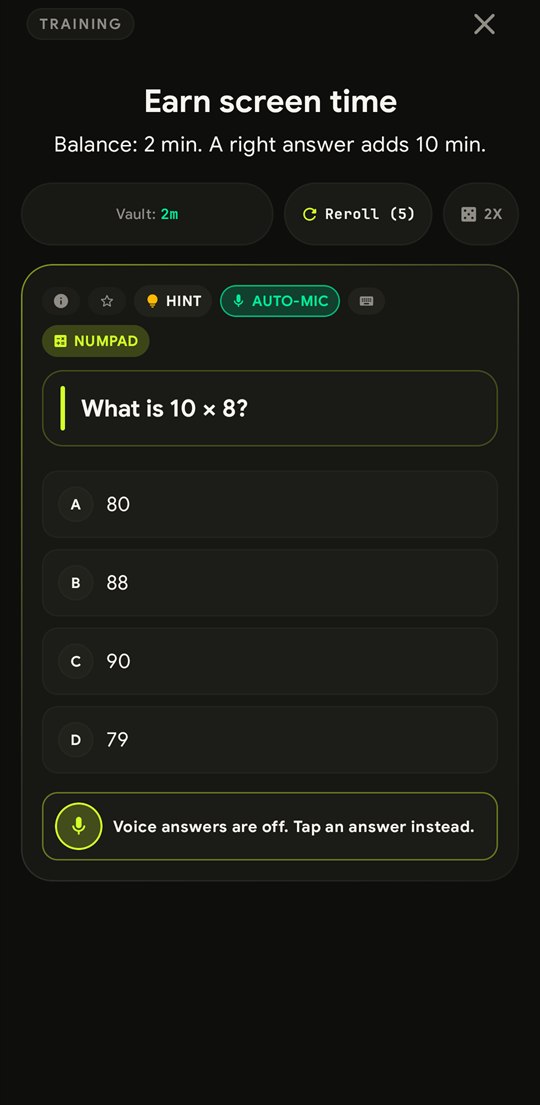 TRAINING
Earn screen time
Balance: 2 min. A right answer adds 10 min.
Vault: 2m
Reroll (5)
2X
HINT
AUTO-MIC
NUMPAD
What is 10 × 8?
A 80
B 88
C 90
D 79
Voice answers are off. Tap an answer instead.